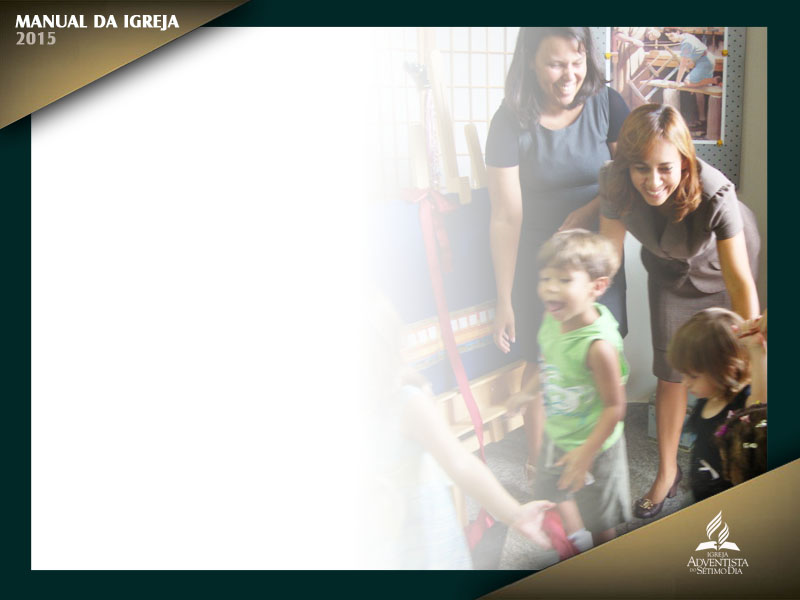 MANUAL DA IGREJA
2015
IGREJA
ADVENTISTA
DO SÉTIMO DIA